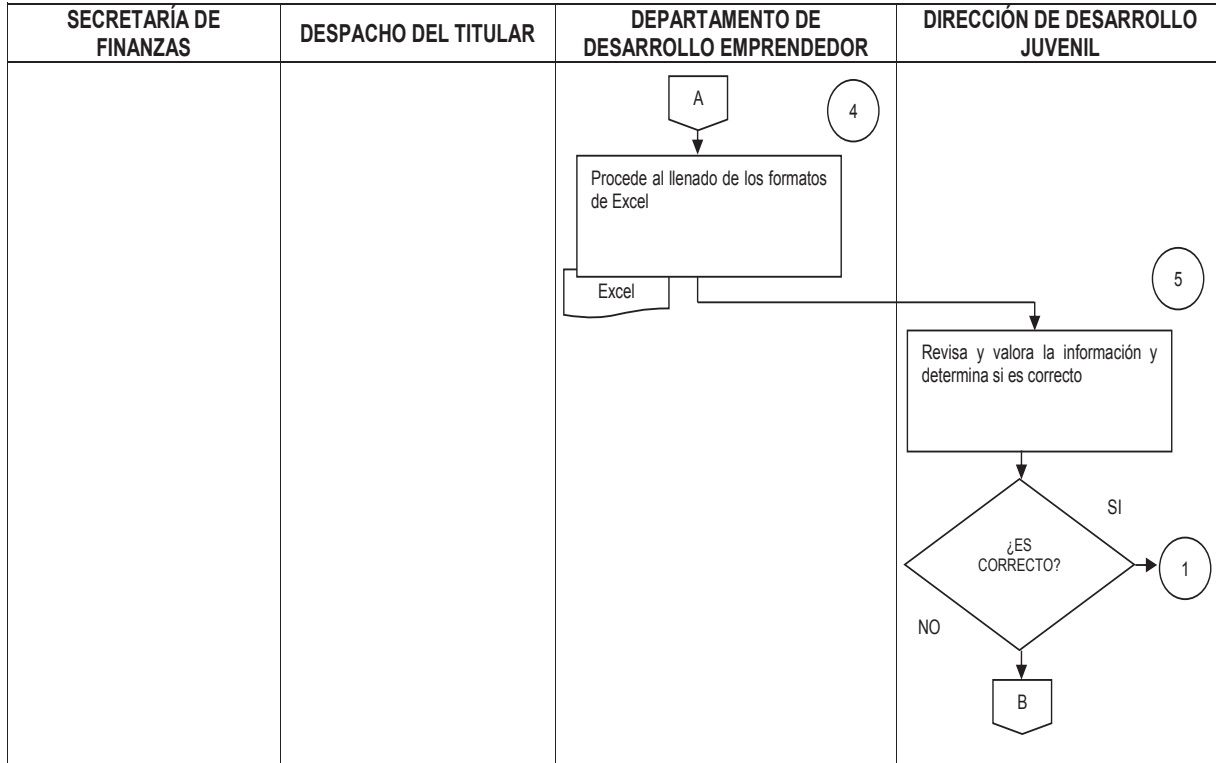 SECRETARÍA DE
FINANZAS
DESPACHO DEL TITULAR
DEPARTAMENTO DE
DESARROLLO EMPRENDEDOR
DIRECCIÓN DE DESARROLLO
JUVENIL
A
4
Procede al llenado de los formatos
de Excel
Excel
5
Revisa y valora la información y
determina si es correcto
SI
¿ES
CORRECTO?
1
NO
B